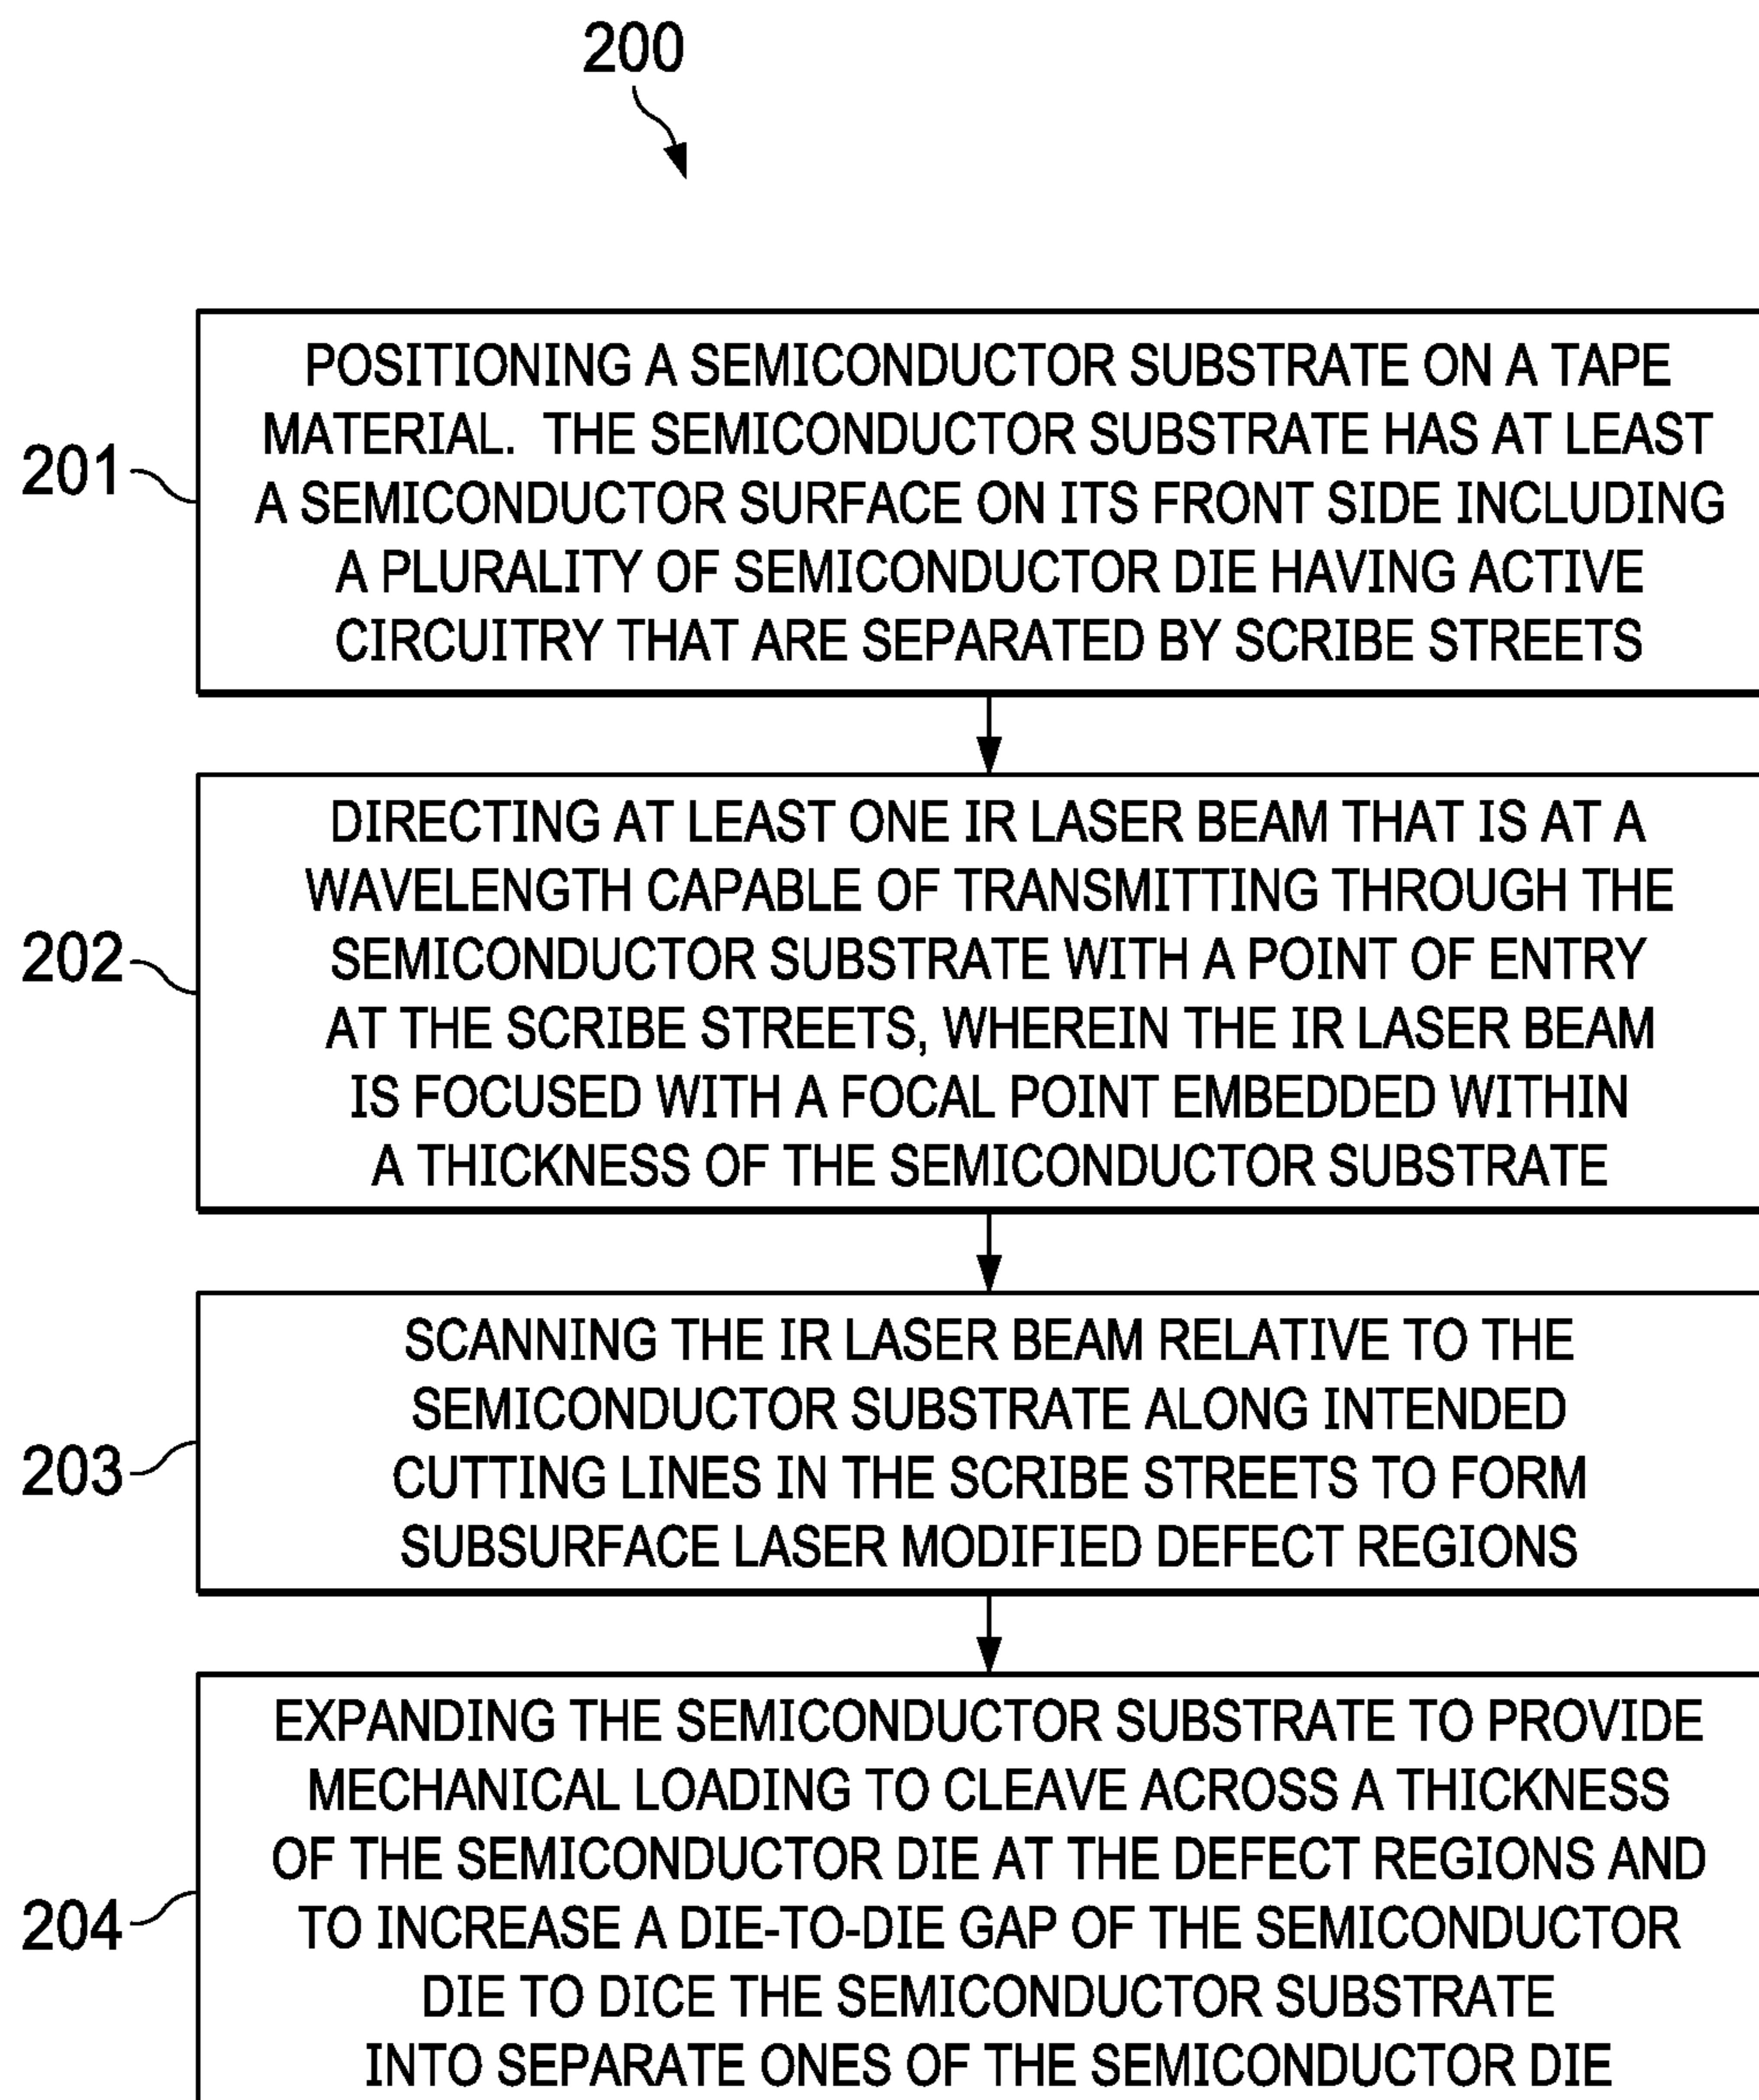 200
201
POSITIONING A SEMICONDUCTOR SUBSTRATE ON A TAPE
MATERIAL. THE SEMICONDUCTOR SUBSTRATE HAS AT LEAST
A SEMICONDUCTOR SURFACE ON ITS FRONT SIDE INCLUDING
A PLURALITY OF SEMICONDUCTOR DIE HAVING ACTIVE
CIRCUITRY THAT ARE SEPARATED BY SCRIBE STREETS
202
DIRECTING AT LEAST ONE IR LASER BEAM THAT IS AT A
WAVELENGTH CAPABLE OF TRANSMITTING THROUGH THE
SEMICONDUCTOR SUBSTRATE WITH A POINT OF ENTRY
AT THE SCRIBE STREETS, WHEREIN THE IR LASER BEAM
IS FOCUSED WITH A FOCAL POINT EMBEDDED WITHIN
A THICKNESS OF THE SEMICONDUCTOR SUBSTRATE
203
SCANNING THE IR LASER BEAM RELATIVE TO THE
SEMICONDUCTOR SUBSTRATE ALONG INTENDED
CUTTING LINES IN THE SCRIBE STREETS TO FORM
SUBSURFACE LASER MODIFIED DEFECT REGIONS
204
EXPANDING THE SEMICONDUCTOR SUBSTRATE TO PROVIDE
MECHANICAL LOADING TO CLEAVE ACROSS A THICKNESS
OF THE SEMICONDUCTOR DIE AT THE DEFECT REGIONS AND
TO INCREASE A DIE-TO-DIE GAP OF THE SEMICONDUCTOR
DIE TO DICE THE SEMICONDUCTOR SUBSTRATE
INTO SEPARATE ONES OF THE SEMICONDUCTOR DIE